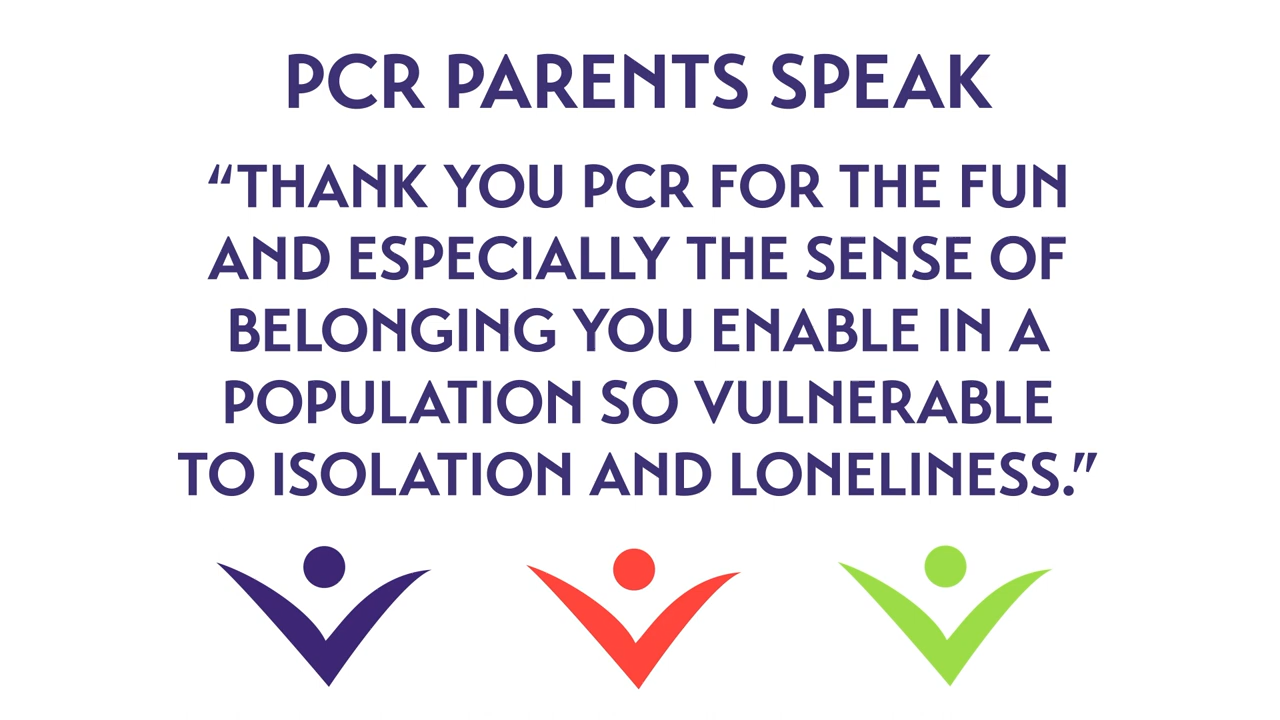 PCR PARENTS SPEAK
“THANK YOU PCR FOR THE FUN
AND ESPECIALLY THE SENSE OF
BELONGING YOU ENABLE IN A
POPULATION SO VULNERABLE
TO ISOLATION AND LONELINESS.”